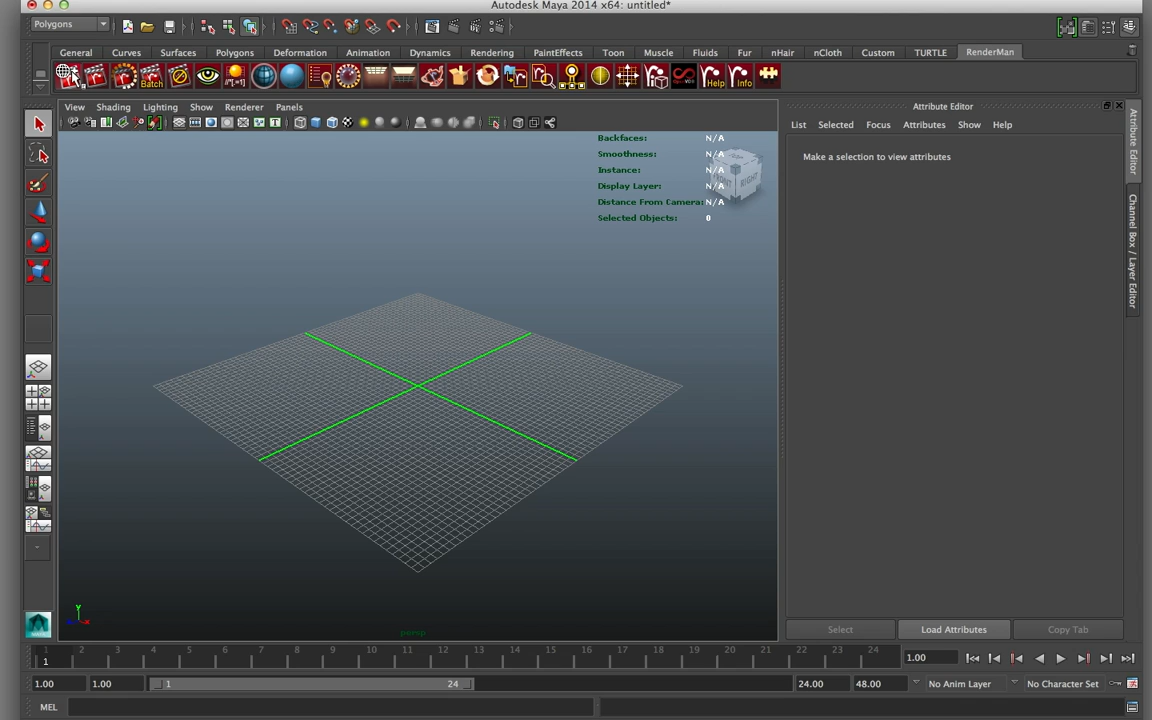 Autodesk Maya 2014 x64: untitled*
Polygons
General Curves Surfaces Polygons Deformation Animation Dynamics Rendering PaintEffects Toon Muscle Fluids Fur nHair nCloth Custom TURTLE RenderMan
Batch Help Info
View Shading Lighting Show Renderer Panels
Backfaces: N/A
Smoothness: N/A
Instance: N/A
Display Layer: N/A
Distance From Camera: N/A
Selected Objects: 0
FRONT RIGHT
persp
Y
x
Attribute Editor
List Selected Focus Attributes Show Help
Make a selection to view attributes
Select Load Attributes Copy Tab
Attribute Editor
Channel Box / Layer Editor
1 2 3 4 5 6 7 8 9 10 11 12 13 14 15 16 17 18 19 20 21 22 23 24
1
1.00
1.00 1.00 1 24 24.00 48.00 No Anim Layer No Character Set
MEL